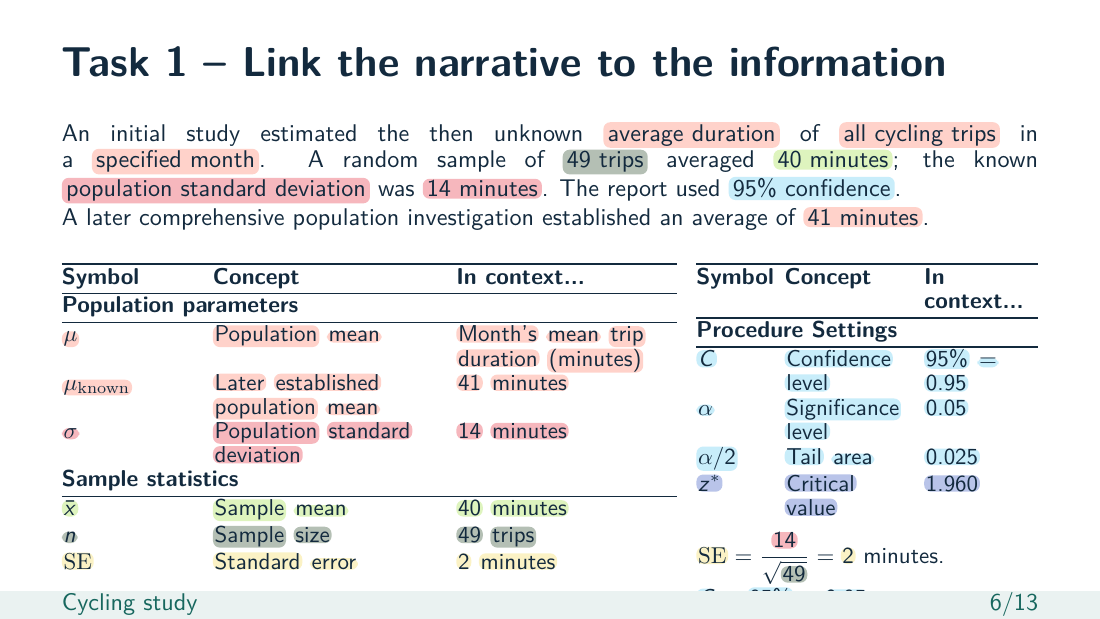 Task 1 – Link the narrative to the information
An initial study estimated the then unknown average duration of all cycling trips in
a specified month. A random sample of 49 trips averaged 40 minutes; the known
population standard deviation was 14 minutes. The report used 95% confidence.
A later comprehensive population investigation established an average of 41 minutes.
Symbol Concept In context...
Population parameters
μ Population mean Month's mean trip
duration (minutes)
μknown Later established 41 minutes
population mean
σ Population standard 14 minutes
deviation
Sample statistics
x̄ Sample mean 40 minutes
n Sample size 49 trips
SE Standard error 2 minutes
Symbol Concept In
context...
Procedure Settings
C Confidence 95% =
level 0.95
α Significance 0.05
level
α/2 Tail area 0.025
z* Critical 1.960
value
SE = 14/√49 = 2 minutes.
Cycling study 6/13